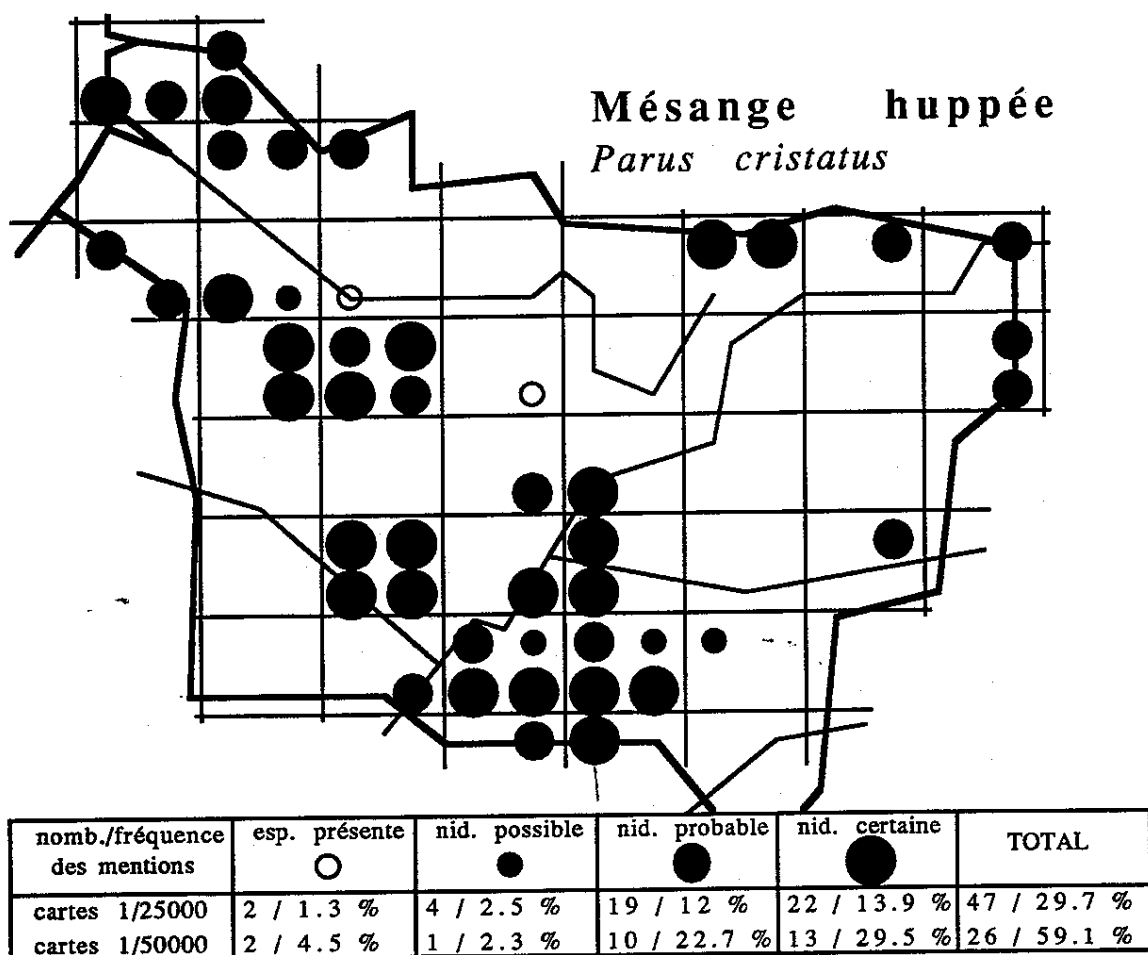 Mésange huppée
Parus cristatus
nomb./fréquence des mentions esp. présente nid. possible nid. probable nid. certaine TOTAL
cartes 1/25000 2 / 1.3 % 4 / 2.5 % 19 / 12 % 22 / 13.9 % 47 / 29.7 %
cartes 1/50000 2 / 4.5 % 1 / 2.3 % 10 / 22.7 % 13 / 29.5 % 26 / 59.1 %